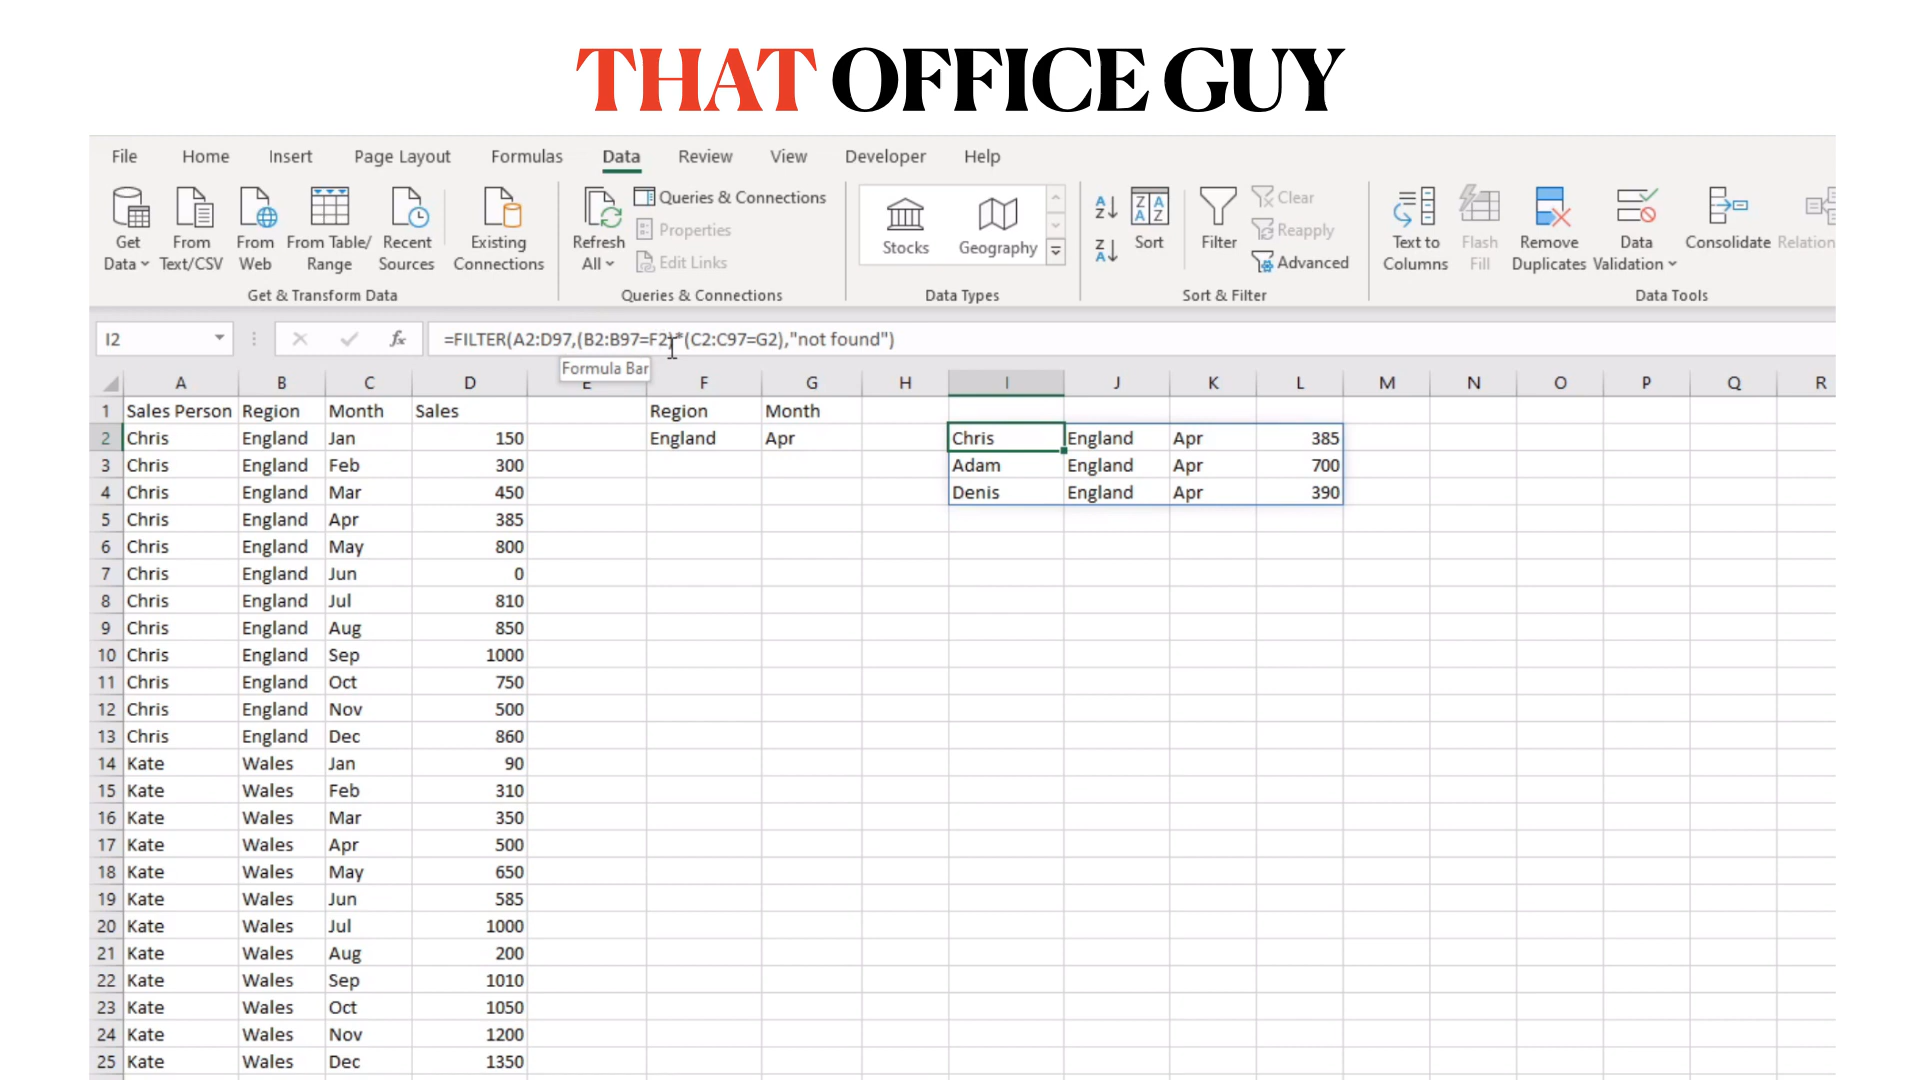 THAT OFFICE GUY
File Home Insert Page Layout Formulas Data Review View Developer Help
Get Data From Text/CSV From Web From Table/Range Recent Sources Existing Connections Refresh All Queries & Connections Properties Edit Links Stocks Geography Sort Filter Clear Reapply Advanced Text to Columns Flash Fill Remove Duplicates Data Validation Consolidate Relation
Get & Transform Data Queries & Connections Data Types Sort & Filter Data Tools
I2 fx =FILTER(A2:D97,(B2:B97=F2)*(C2:C97=G2),"not found")
Formula Bar
A B C D E F G H I J K L M N O P Q R
1 Sales Person Region Month Sales Region Month
2 Chris England Jan 150 England Apr Chris England Apr 385
3 Chris England Feb 300 Adam England Apr 700
4 Chris England Mar 450 Denis England Apr 390
5 Chris England Apr 385
6 Chris England May 800
7 Chris England Jun 0
8 Chris England Jul 810
9 Chris England Aug 850
10 Chris England Sep 1000
11 Chris England Oct 750
12 Chris England Nov 500
13 Chris England Dec 860
14 Kate Wales Jan 90
15 Kate Wales Feb 310
16 Kate Wales Mar 350
17 Kate Wales Apr 500
18 Kate Wales May 650
19 Kate Wales Jun 585
20 Kate Wales Jul 1000
21 Kate Wales Aug 200
22 Kate Wales Sep 1010
23 Kate Wales Oct 1050
24 Kate Wales Nov 1200
25 Kate Wales Dec 1350